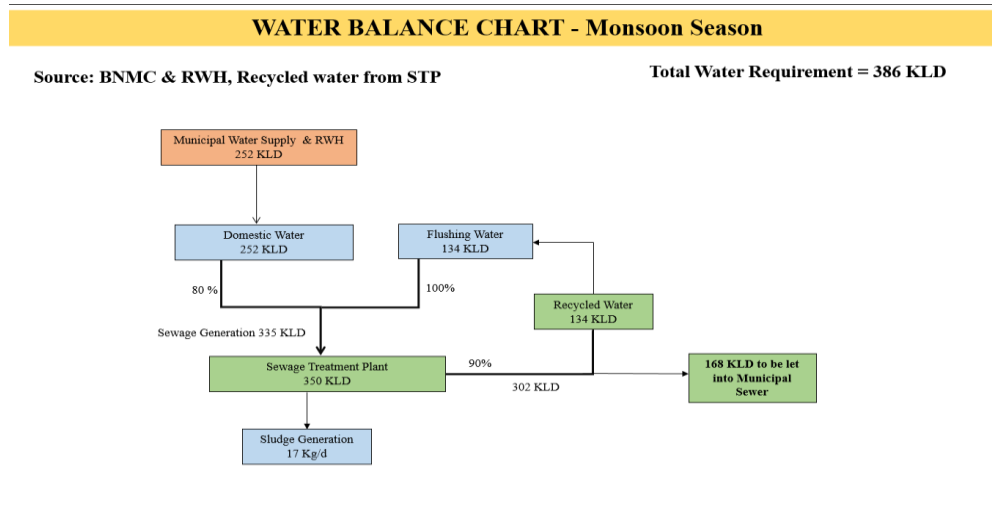 WATER BALANCE CHART - Monsoon Season
Source: BNMC & RWH, Recycled water from STP
Total Water Requirement = 386 KLD
Municipal Water Supply & RWH
252 KLD
Domestic Water
252 KLD
Flushing Water
134 KLD
80 %
100%
Recycled Water
134 KLD
Sewage Generation 335 KLD
Sewage Treatment Plant
350 KLD
90%
302 KLD
168 KLD to be let
into Municipal
Sewer
Sludge Generation
17 Kg/d